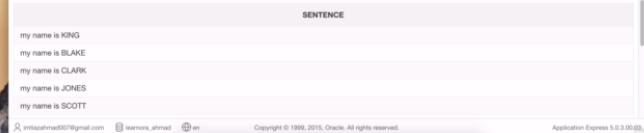 SENTENCE
my name is KING
my name is BLAKE
my name is CLARK
my name is JONES
my name is SCOTT
imtiazahmad007@gmail.com learnora_ahmad en Copyright © 1999, 2015, Oracle. All rights reserved. Application Express 5.0.3.00.03